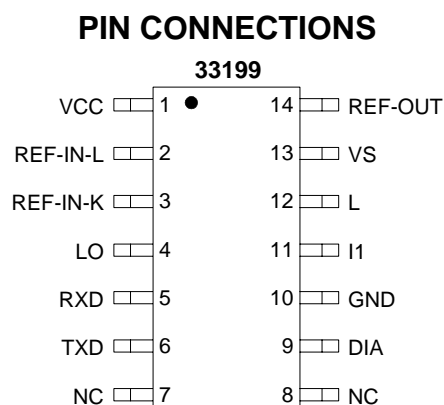 PIN CONNECTIONS
33199
VCC 1 14 REF-OUT
REF-IN-L 2 13 VS
REF-IN-K 3 12 L
LO 4 11 I1
RXD 5 10 GND
TXD 6 9 DIA
NC 7 8 NC